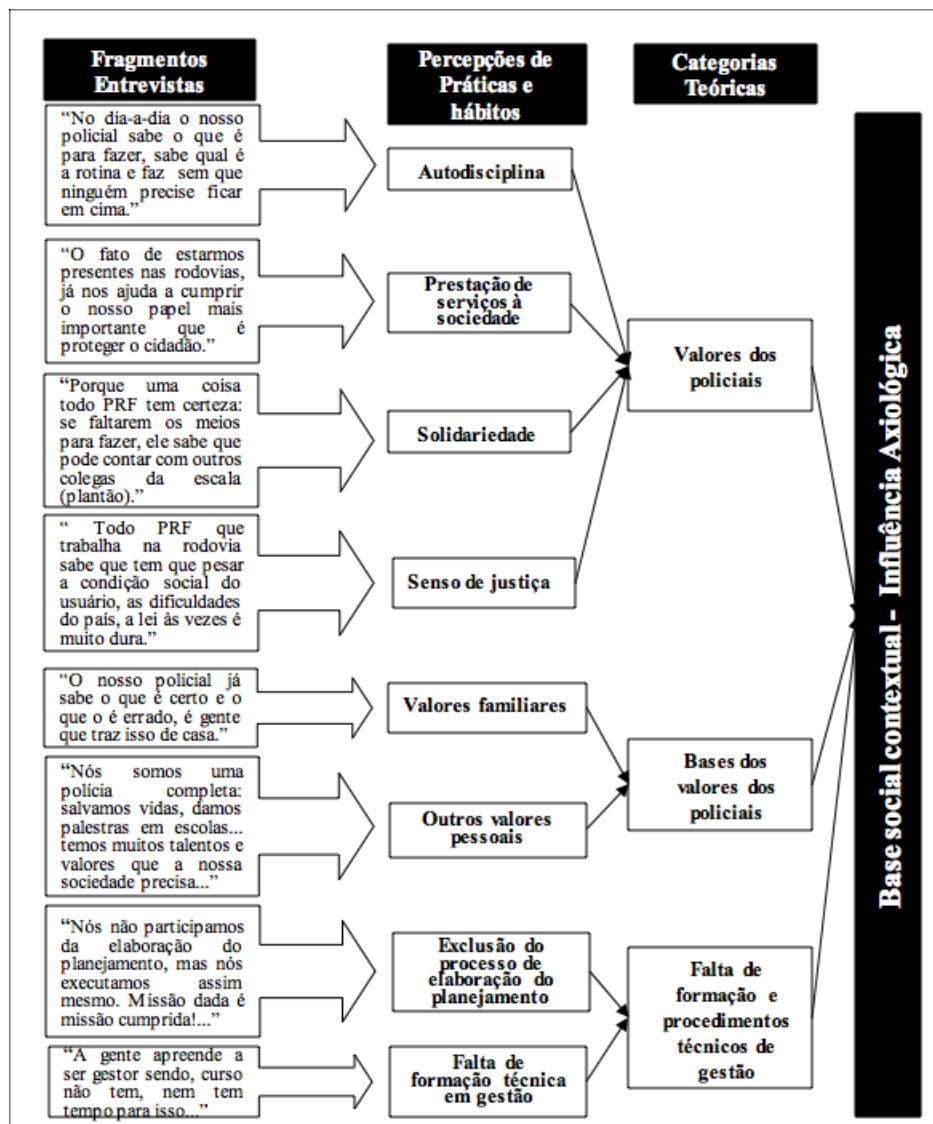 Fragmentos
Entrevistas
Percepções de
Práticas e
hábitos
Categorias
Teóricas
“No dia-a-dia o nosso
policial sabe o que é
para fazer, sabe qual é
a rotina e faz sem que
ninguém precise ficar
em cima.”
Autodisciplina
“O fato de estarmos
presentes nas rodovias,
já nos ajuda a cumprir
o nosso papel mais
importante que é
proteger o cidadão.”
Prestação de
serviços à
sociedade
“Porque uma coisa
todo PRF tem certeza:
se faltarem os meios
para fazer, ele sabe que
pode contar com outros
colegas da escala
(plantão).”
Solidariedade
“ Todo PRF que
trabalha na rodovia
sabe que tem que pesar
a condição social do
usuário, as dificuldades
do país, a lei às vezes é
muito dura.”
Senso de justiça
Valores dos
policiais
“O nosso policial já
sabe o que é certo e o
que o é errado, é gente
que traz isso de casa.”
Valores familiares
“Nós somos uma
polícia completa:
salvamos vidas, damos
palestras em escolas...
temos muitos talentos e
valores que a nossa
sociedade precisa...”
Outros valores
pessoais
Bases dos
valores dos
policiais
“Nós não participamos
da elaboração do
planejamento, mas nós
executamos assim
mesmo. Missão dada é
missão cumprida!...”
Exclusão do
processo de
elaboração do
planejamento
“A gente apreende a
ser gestor sendo, curso
não tem, nem tem
tempo para isso...”
Falta de
formação técnica
em gestão
Falta de
formação e
procedimentos
técnicos de
gestão
Base social contextual - Influência Axiológica